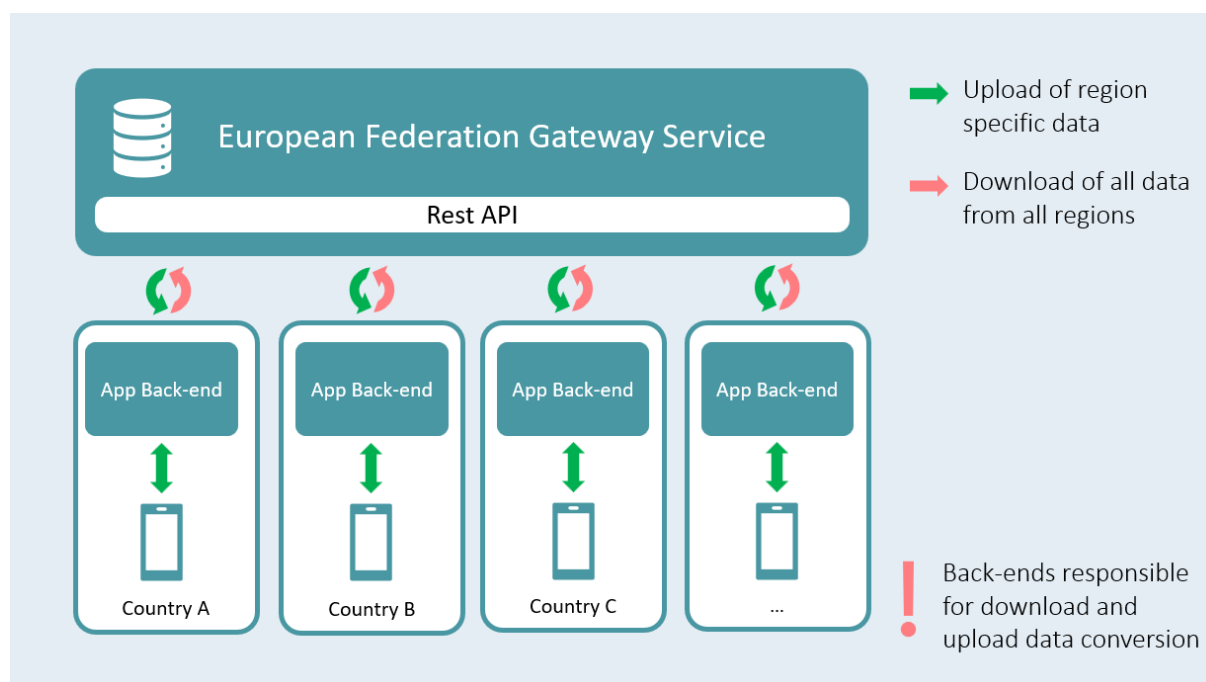 European Federation Gateway Service
Rest API
Upload of region
specific data
Download of all data
from all regions
App Back-end
App Back-end
App Back-end
App Back-end
Country A
Country B
Country C
...
Back-ends responsible
for download and
upload data conversion